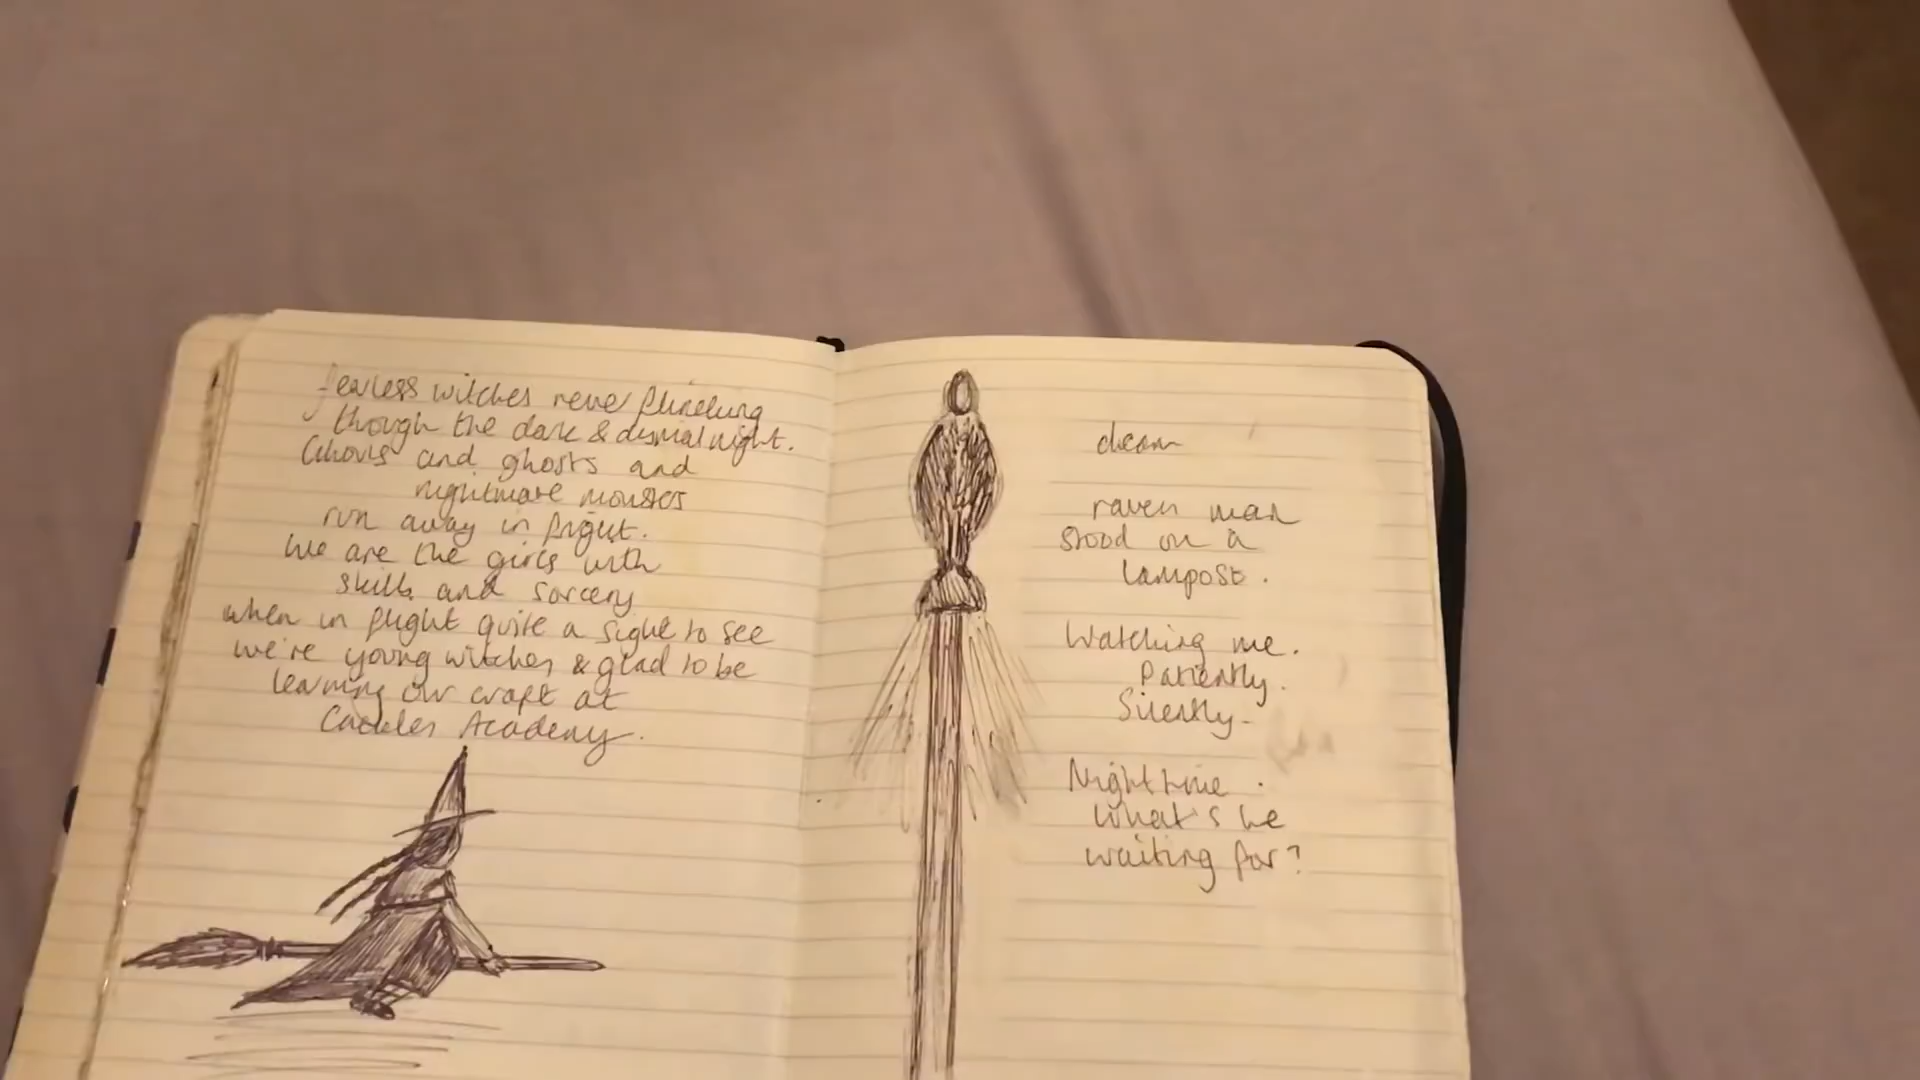 fearless witches never flinching
through the dark & dismal night.
Ghouls and ghosts and
nightmare monsters
run away in fright.
We are the girls with
skills and sorcery
when in flight quite a sight to see
we're young witches & glad to be
learning our craft at
Cackles Academy.
dream
raven man
stood on a
lampost.
Watching me.
Patiently.
Silently.
Nighttime.
What's he
waiting for?